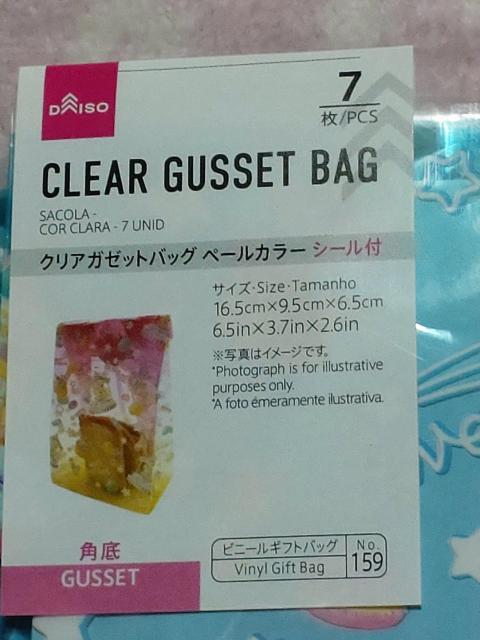 DAISO
7
枚/PCS
CLEAR GUSSET BAG
SACOLA -
COR CLARA - 7 UNID
クリアガゼットバッグ ペールカラー シール付
サイズ・Size・Tamanho
16.5cm×9.5cm×6.5cm
6.5in×3.7in×2.6in
※写真はイメージです。
*Photograph is for illustrative
purposes only.
*A foto émeramente ilustrativa.
角底
GUSSET
ビニールギフトバッグ
Vinyl Gift Bag
No.
159